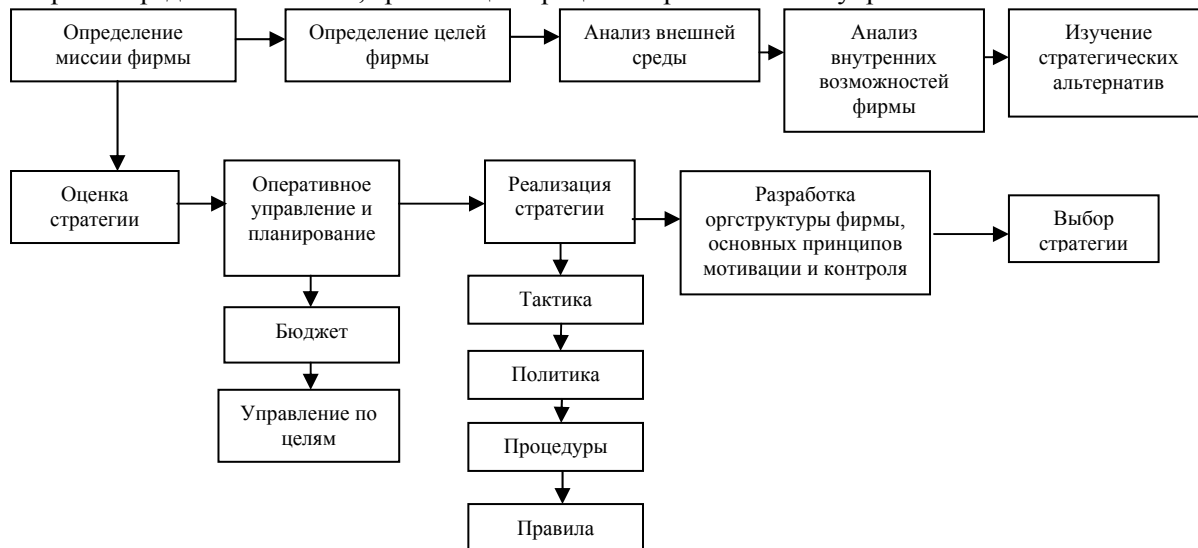 Определение
миссии фирмы
Определение целей
фирмы
Анализ внешней
среды
Анализ
внутренних
возможностей
фирмы
Изучение
стратегических
альтернатив
Оценка
стратегии
Оперативное
управление и
планирование
Реализация
стратегии
Разработка
оргструктуры фирмы,
основных принципов
мотивации и контроля
Выбор
стратегии
Бюджет
Управление по
целям
Тактика
Политика
Процедуры
Правила